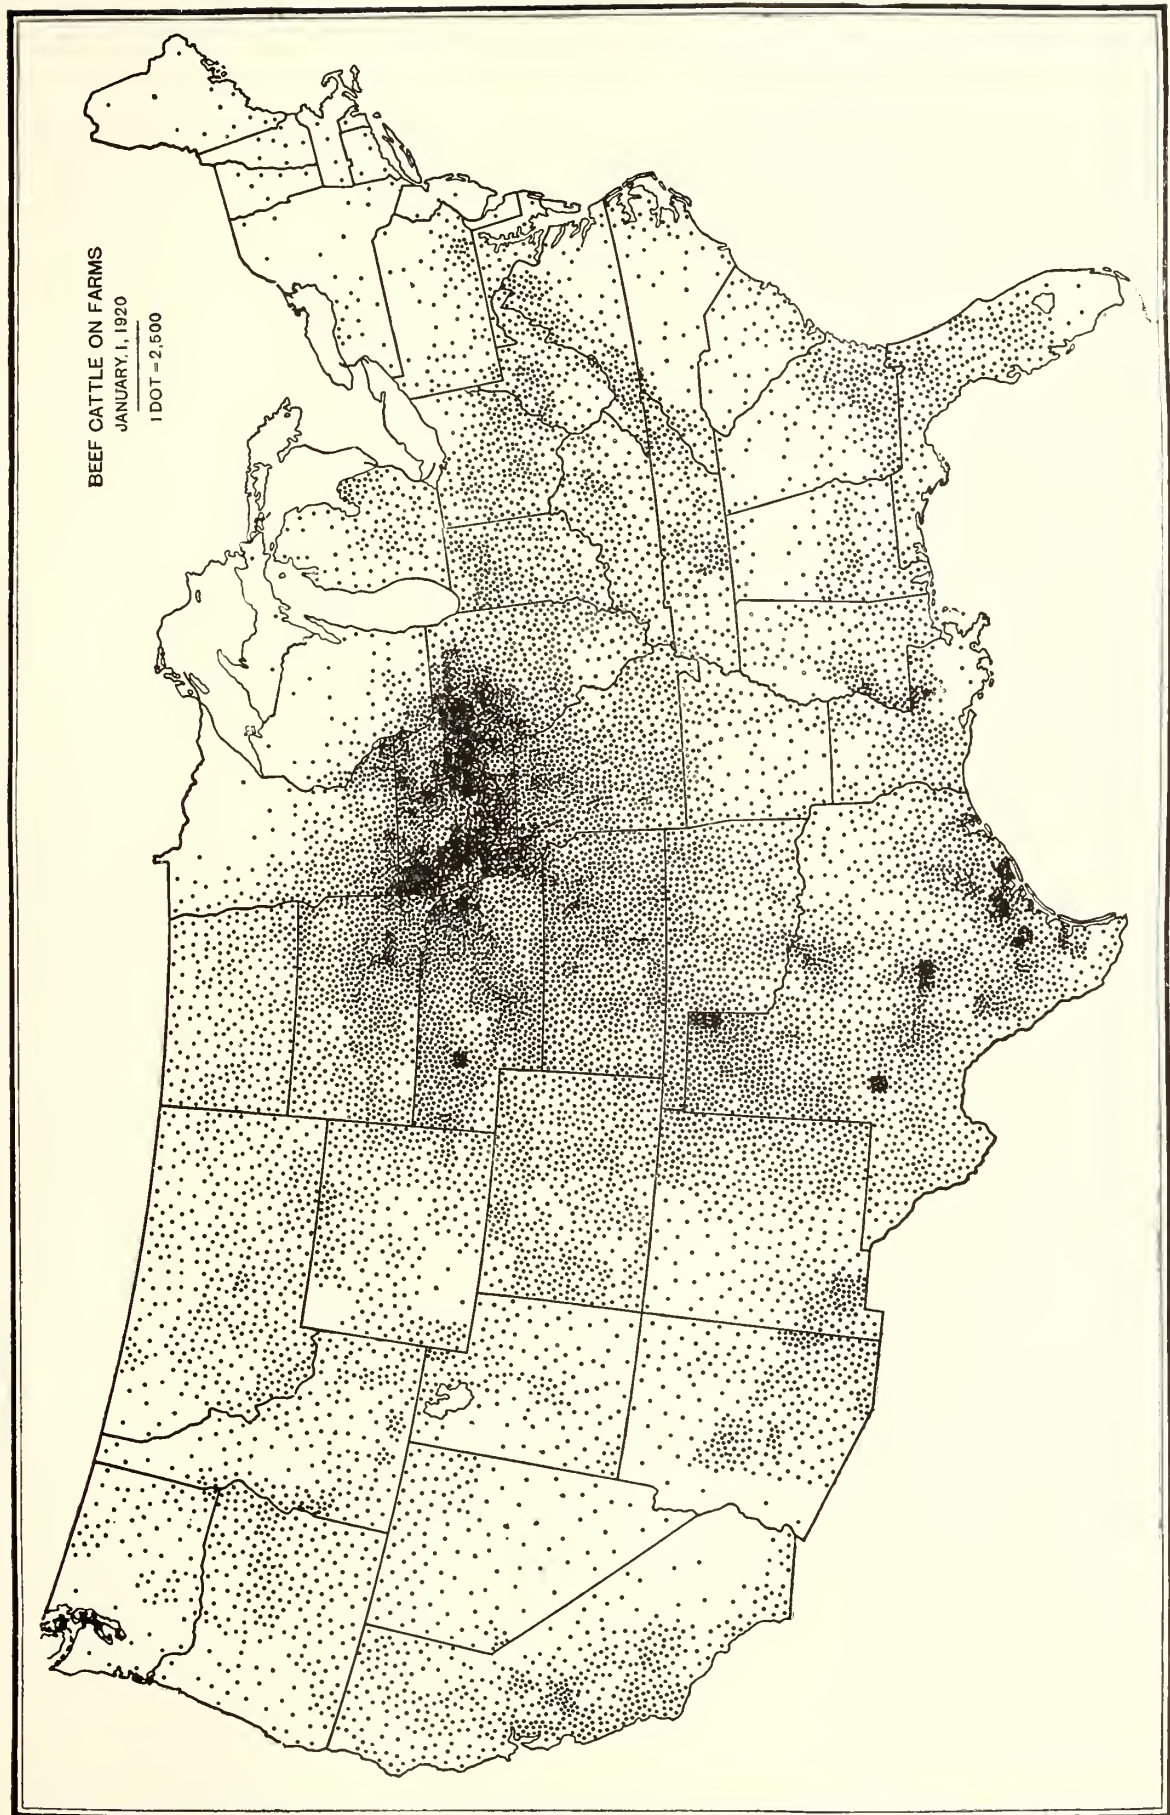 BEEF CATTLE ON FARMS
JANUARY, 1, 1920
1 DOT = 2,500